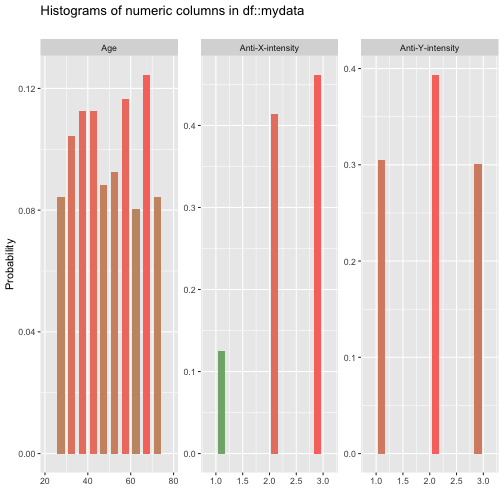 Histograms of numeric columns in df::mydata
Age
Anti-X-intensity
Anti-Y-intensity
Probability
0.12
0.08
0.04
0.00
20 40 60 80
0.4
0.3
0.2
0.1
0.0
1.0 1.5 2.0 2.5 3.0
0.4
0.3
0.2
0.1
0.0
1.0 1.5 2.0 2.5 3.0